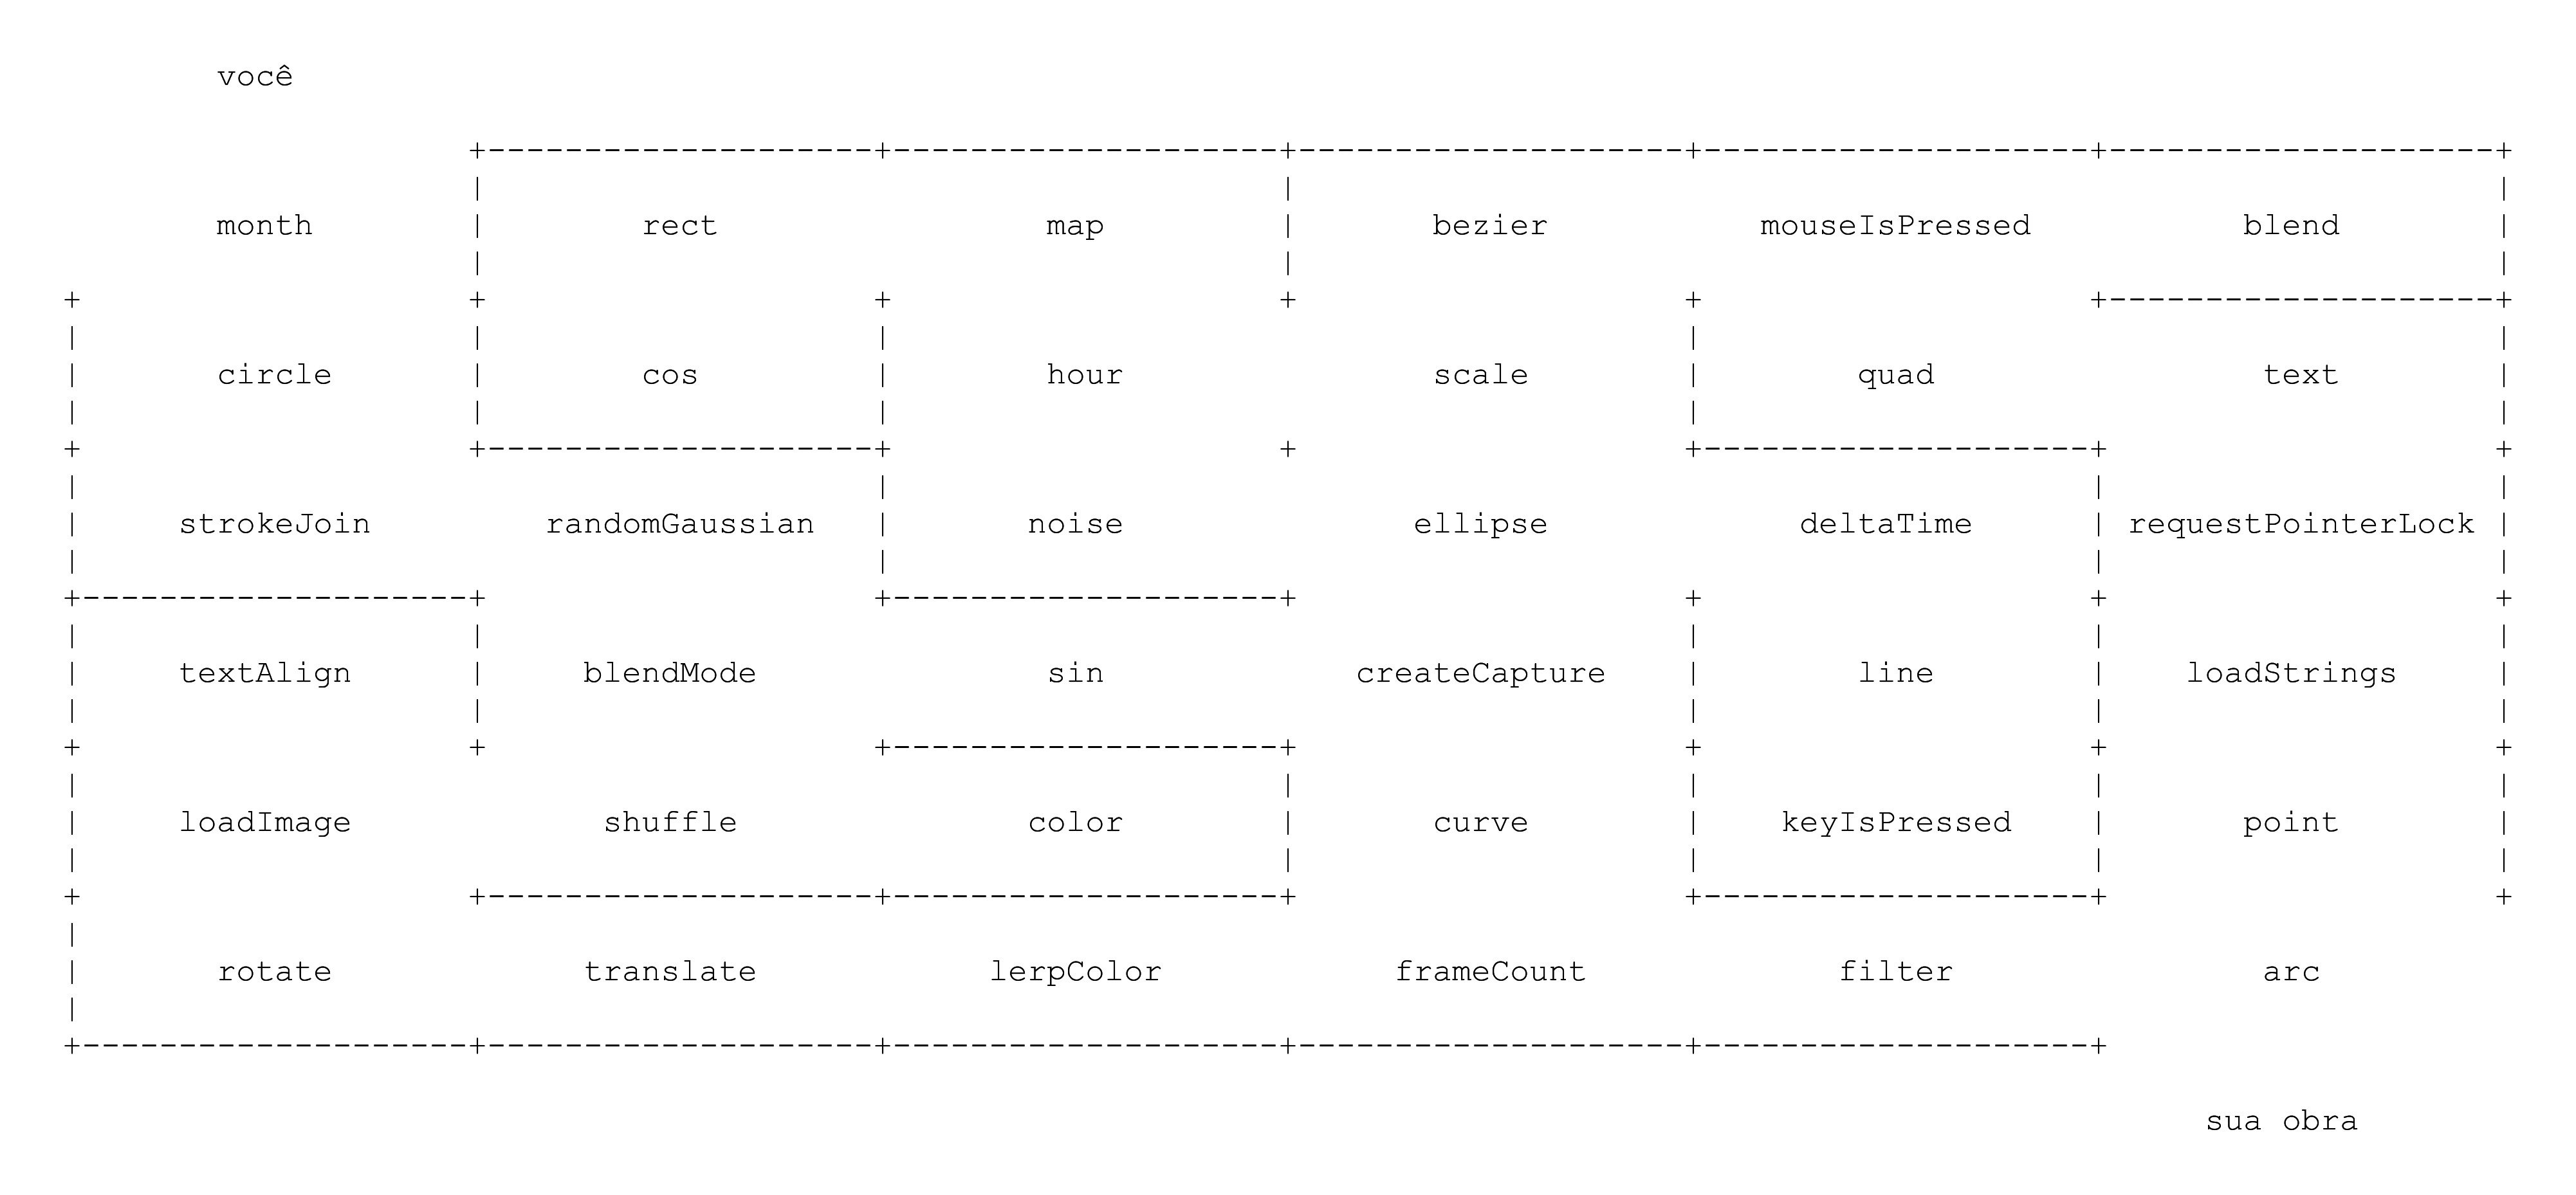 você
month rect map bezier mouseIsPressed blend
circle cos hour scale quad text
strokeJoin randomGaussian noise ellipse deltaTime requestPointerLock
textAlign blendMode sin createCapture line loadStrings
loadImage shuffle color curve keyIsPressed point
rotate translate lerpColor frameCount filter arc
sua obra